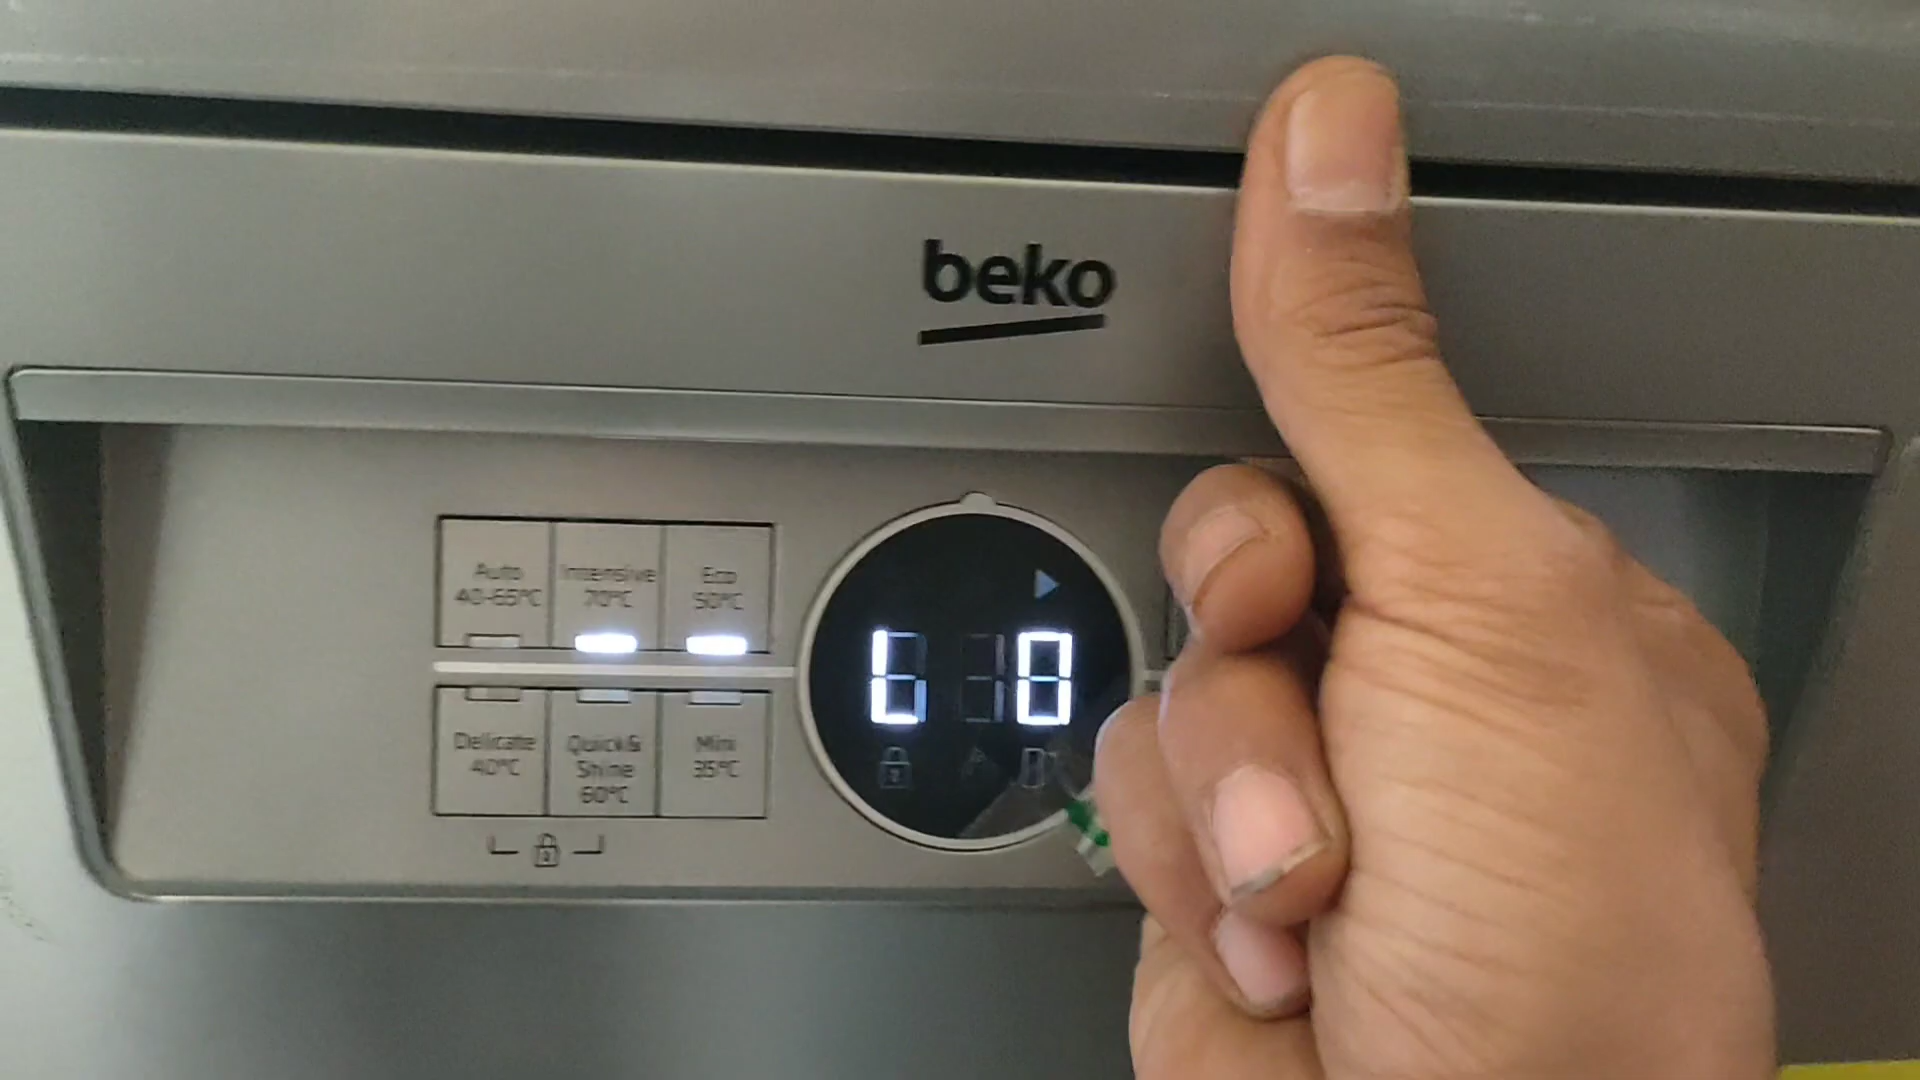 beko
Auto
40-65°C
Intensive
70°C
Eco
50°C
L 0
Delicate
40°C
Quick&
Shine
60°C
Mini
35°C